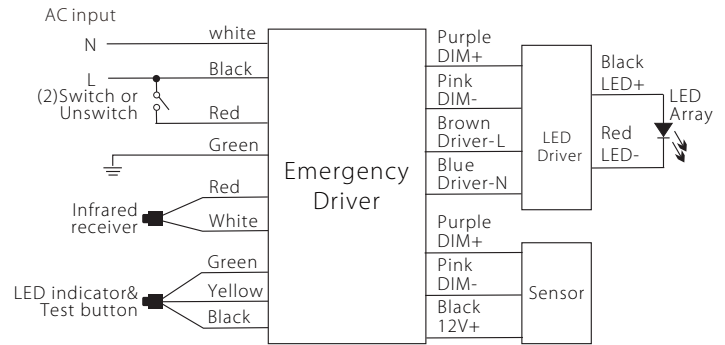 AC input
N
white
L
Black
(2)Switch or
Unswitch
Red
Green
Infrared
receiver
Red
White
LED indicator&
Test button
Green
Yellow
Black
Emergency
Driver
Purple
DIM+
Pink
DIM-
Brown
Driver-L
Blue
Driver-N
LED
Driver
Black
LED+
LED
Array
Red
LED-
Purple
DIM+
Pink
DIM-
Black
12V+
Sensor